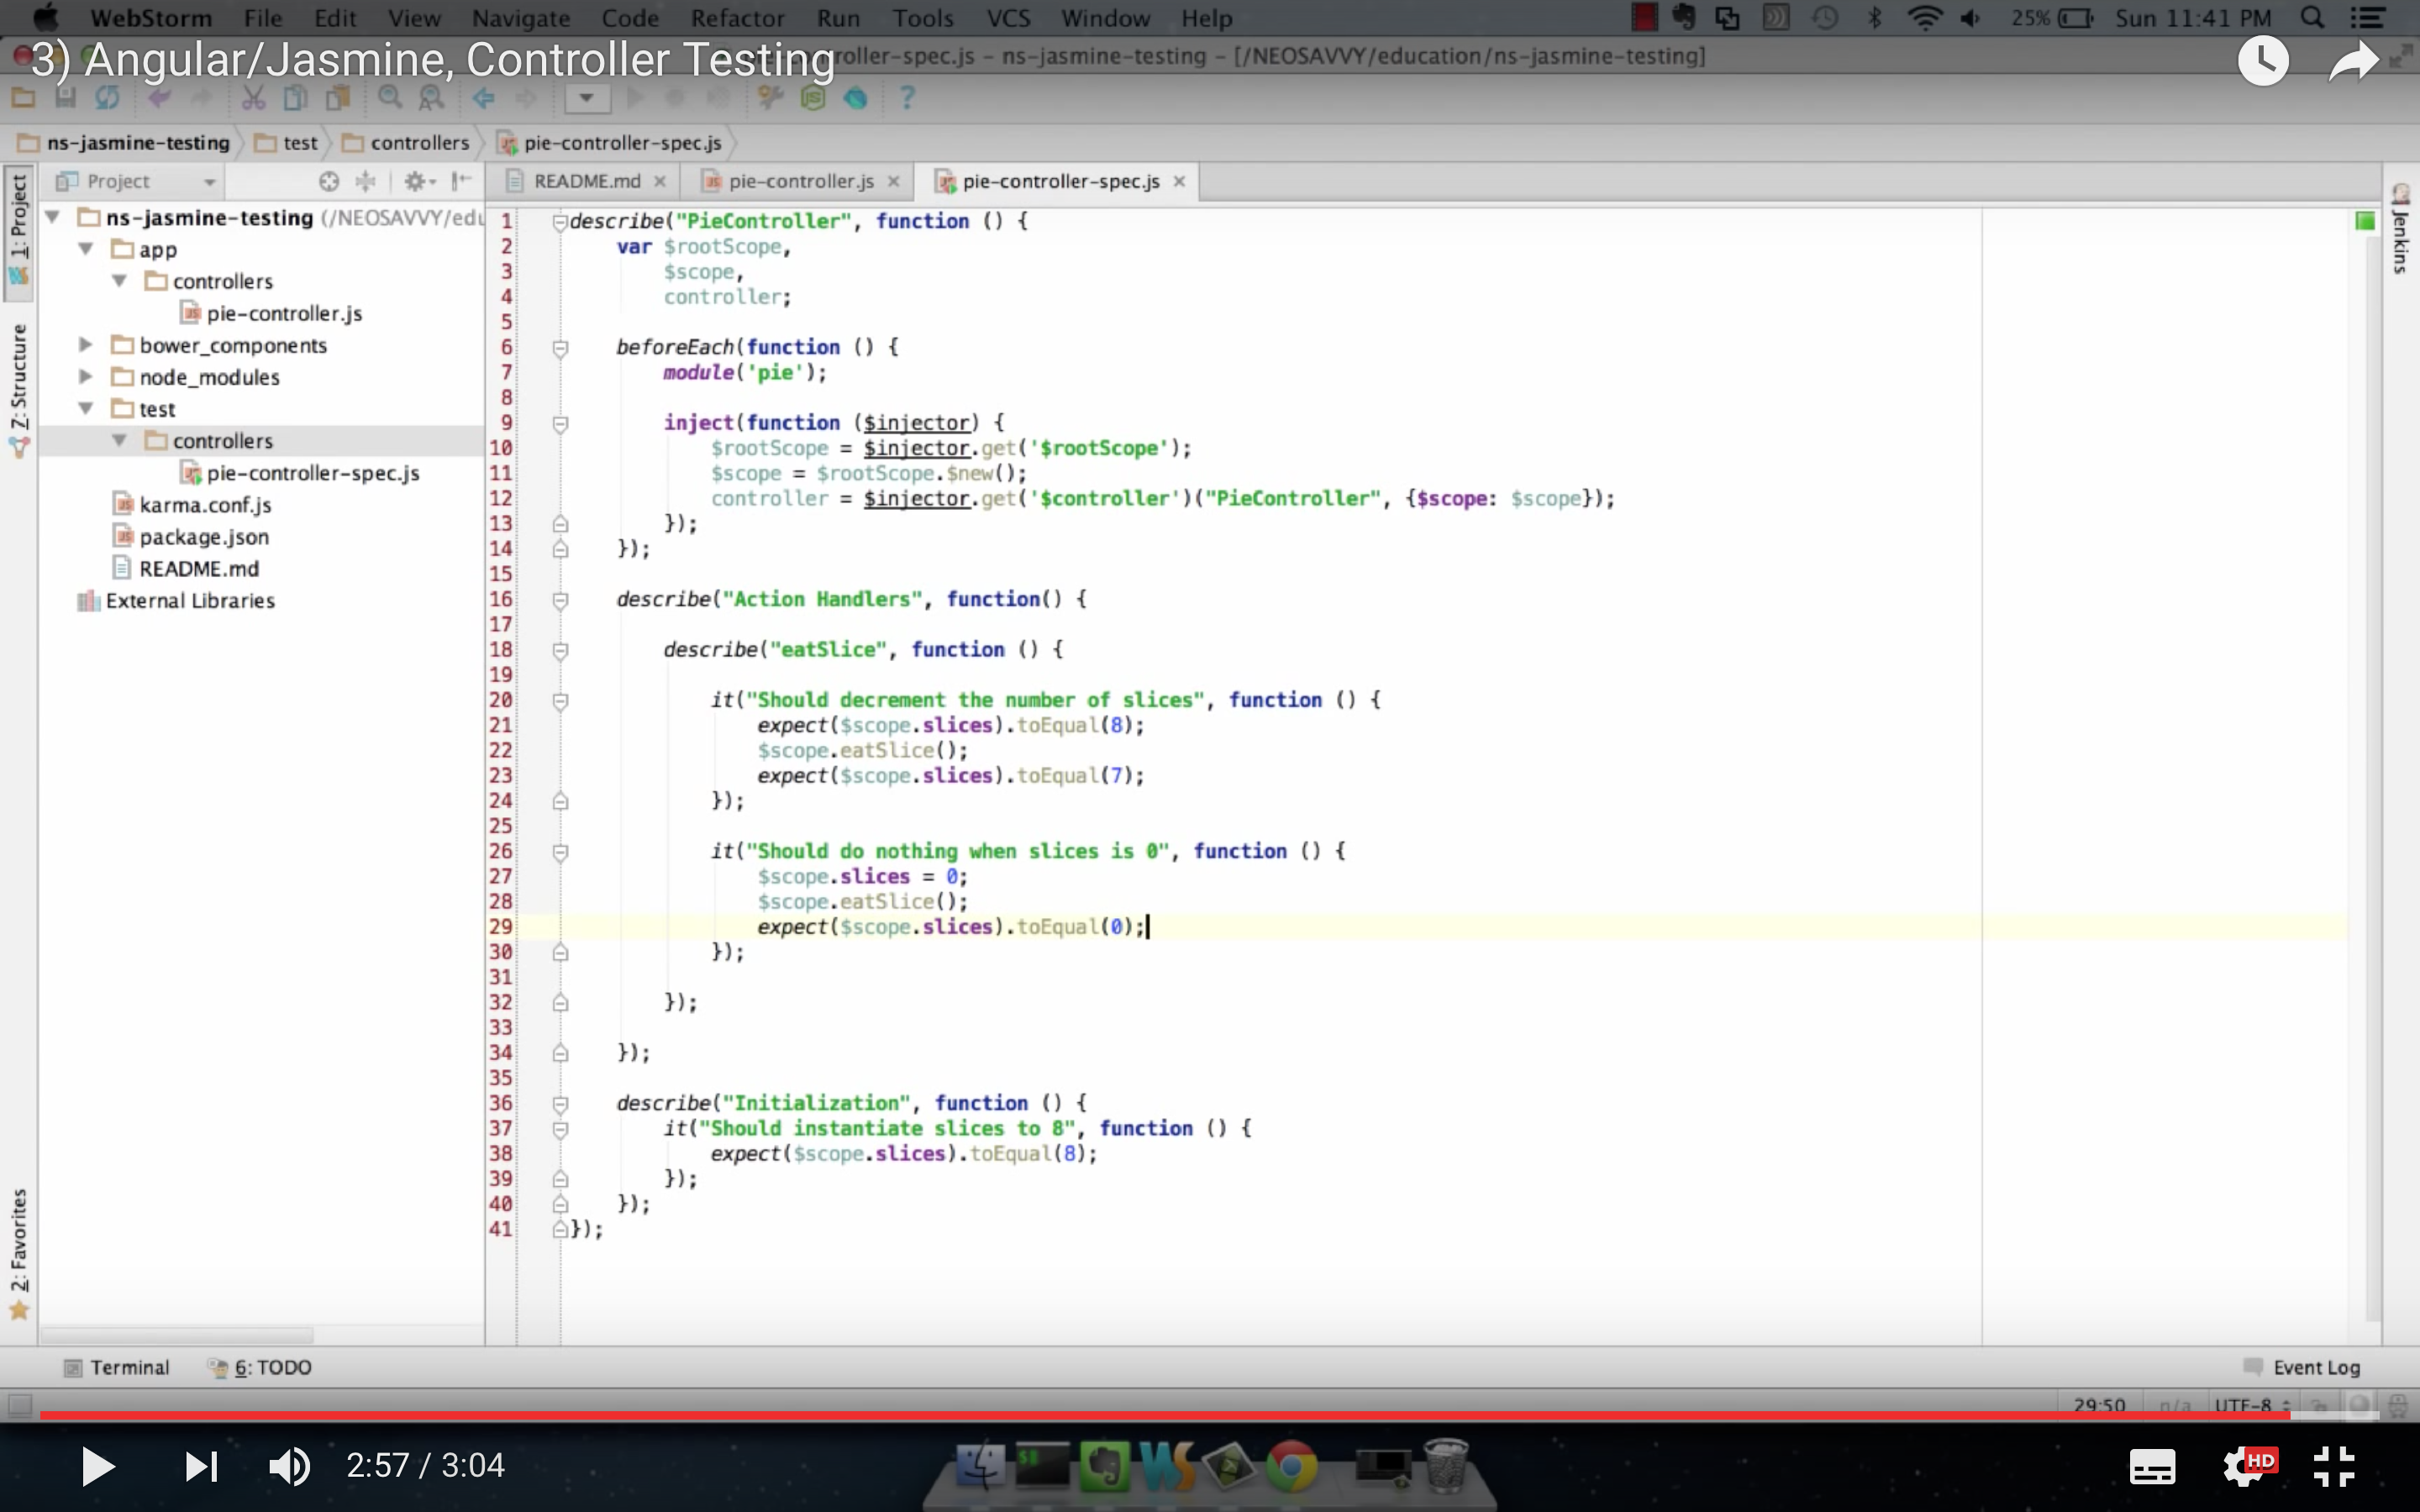 WebStorm File Edit View Navigate Code Refactor Run Tools VCS Window Help 25% Sun 11:41 PM
3) Angular/Jasmine, Controller Testing
ller-spec.js – ns-jasmine-testing – [/NEOSAVVY/education/ns-jasmine-testing]
ns-jasmine-testing test controllers pie-controller-spec.js
Project README.md pie-controller.js pie-controller-spec.js
1: Project
Z: Structure
2: Favorites
Jenkins
ns-jasmine-testing (/NEOSAVVY/edu
app
controllers
pie-controller.js
bower_components
node_modules
test
controllers
pie-controller-spec.js
karma.conf.js
package.json
README.md
External Libraries
1 describe("PieController", function () {
2 var $rootScope,
3 $scope,
4 controller;
5
6 beforeEach(function () {
7 module('pie');
8
9 inject(function ($injector) {
10 $rootScope = $injector.get('$rootScope');
11 $scope = $rootScope.$new();
12 controller = $injector.get('$controller')("PieController", {$scope: $scope});
13 });
14 });
15
16 describe("Action Handlers", function() {
17
18 describe("eatSlice", function () {
19
20 it("Should decrement the number of slices", function () {
21 expect($scope.slices).toEqual(8);
22 $scope.eatSlice();
23 expect($scope.slices).toEqual(7);
24 });
25
26 it("Should do nothing when slices is 0", function () {
27 $scope.slices = 0;
28 $scope.eatSlice();
29 expect($scope.slices).toEqual(0);
30 });
31
32 });
33
34 });
35
36 describe("Initialization", function () {
37 it("Should instantiate slices to 8", function () {
38 expect($scope.slices).toEqual(8);
39 });
40 });
41 });
Terminal 6: TODO Event Log
29:50 n/a UTF-8
2:57 / 3:04
HD